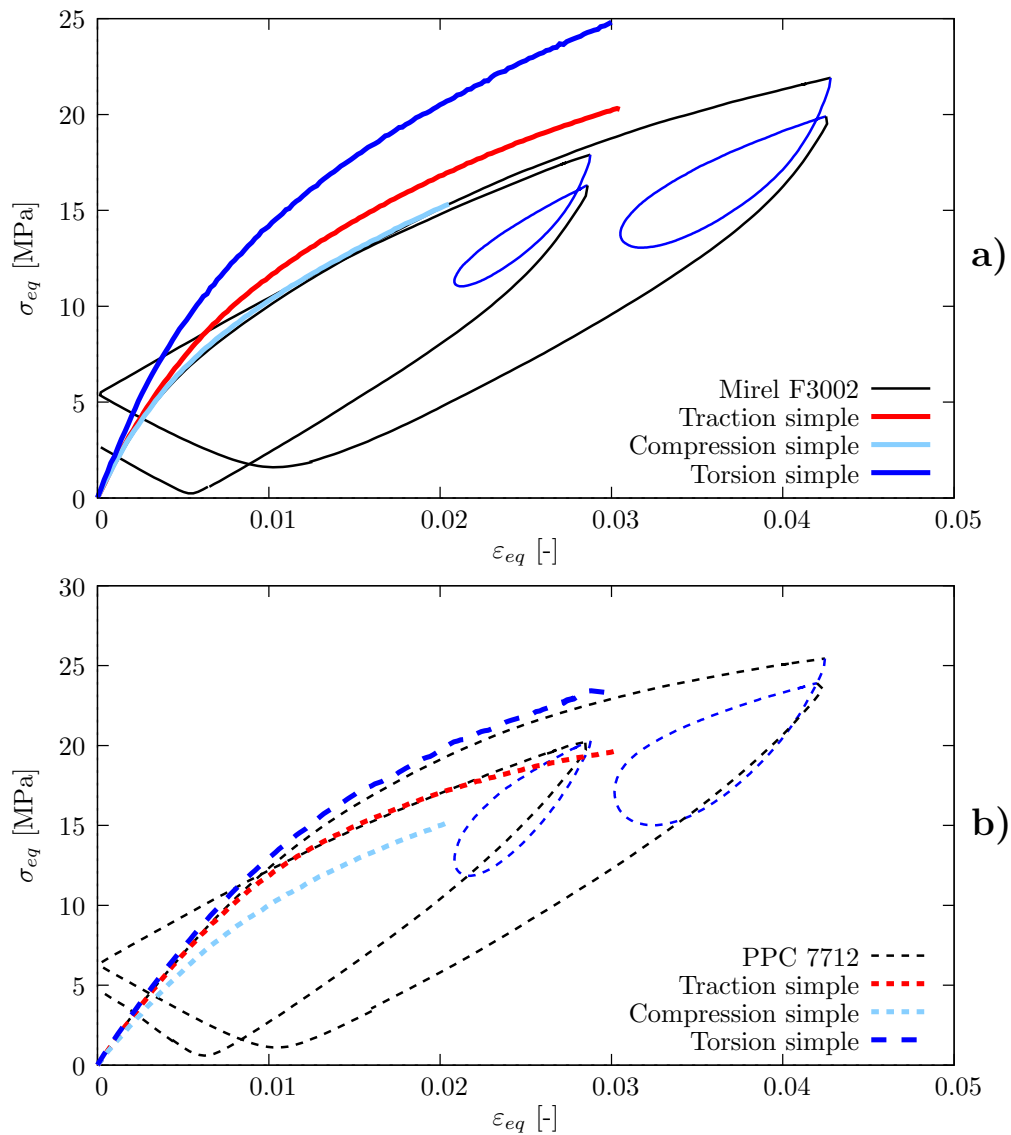 25
20
15
10
5
0
σeq [MPa]
a)
Mirel F3002
Traction simple
Compression simple
Torsion simple
0 0.01 0.02 0.03 0.04 0.05
εeq [-]
30
25
20
15
10
5
0
σeq [MPa]
b)
PPC 7712
Traction simple
Compression simple
Torsion simple
0 0.01 0.02 0.03 0.04 0.05
εeq [-]